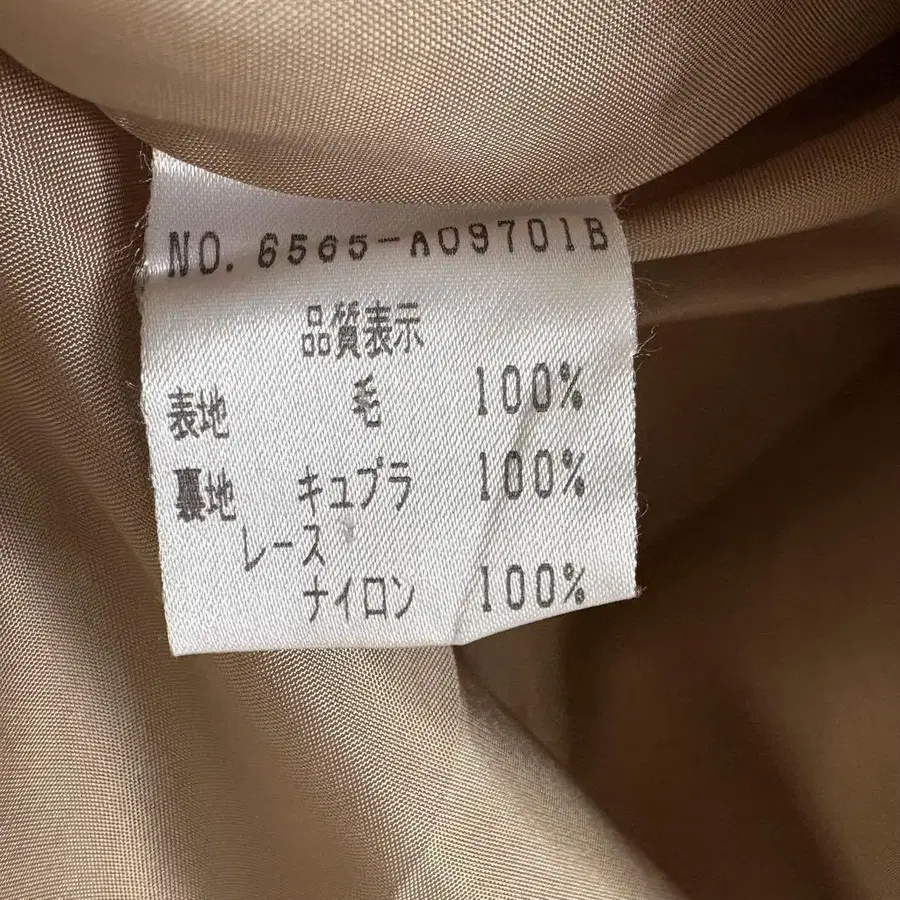 NO. 6565-A09701B
品質表示
表地 毛 100%
裏地 キュプラ 100%
レース
ナイロン 100%